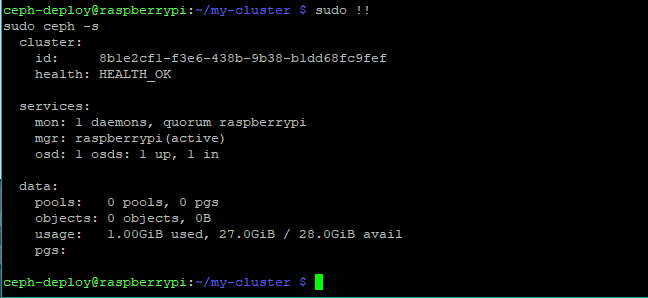 ceph-deploy@raspberrypi:~/my-cluster $ sudo !!
sudo ceph -s
  cluster:
    id:     8b1e2cf1-f3e6-438b-9b38-b1dd68fc9fef
    health: HEALTH_OK

  services:
    mon: 1 daemons, quorum raspberrypi
    mgr: raspberrypi(active)
    osd: 1 osds: 1 up, 1 in

  data:
    pools:   0 pools, 0 pgs
    objects: 0 objects, 0B
    usage:   1.00GiB used, 27.0GiB / 28.0GiB avail
    pgs:

ceph-deploy@raspberrypi:~/my-cluster $